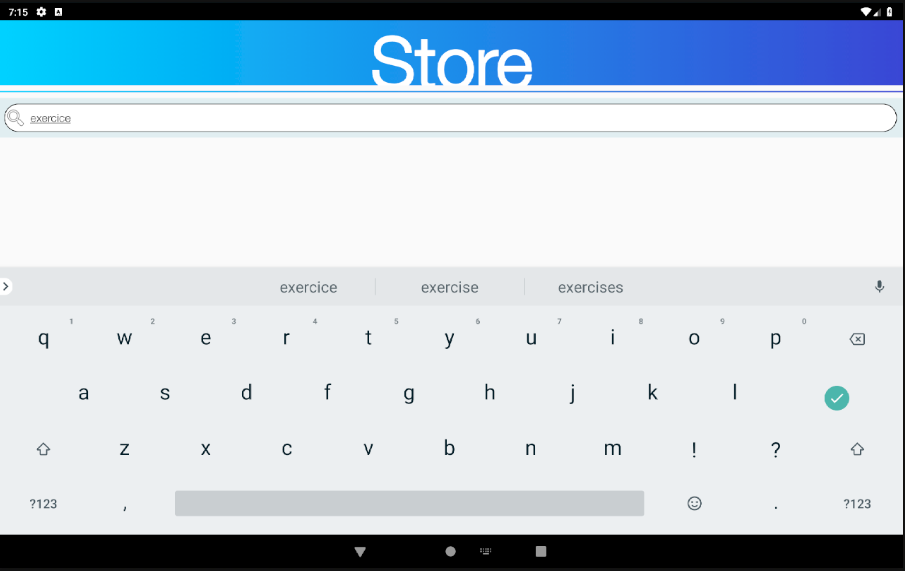 7:15
Store
exercice
exercice exercise exercises
1 2 3 4 5 6 7 8 9 0
q w e r t y u i o p
a s d f g h j k l
z x c v b n m ! ?
?123 , . ?123